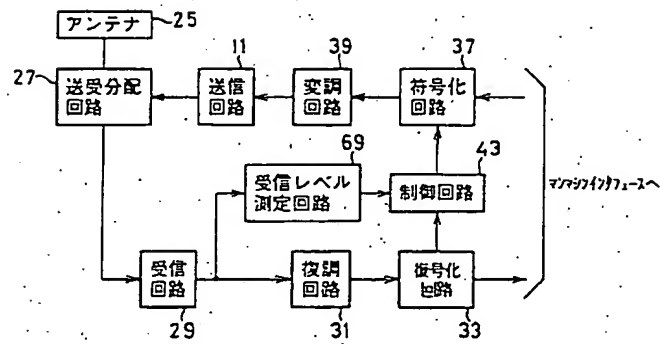 アンテナ
25
27
送受分配
回路
11
送信
回路
39
変調
回路
37
符号化
回路
69
受信レベル
測定回路
43
制御回路
マンマシンインタフェースへ
受信
回路
29
復調
回路
31
復号化
回路
33